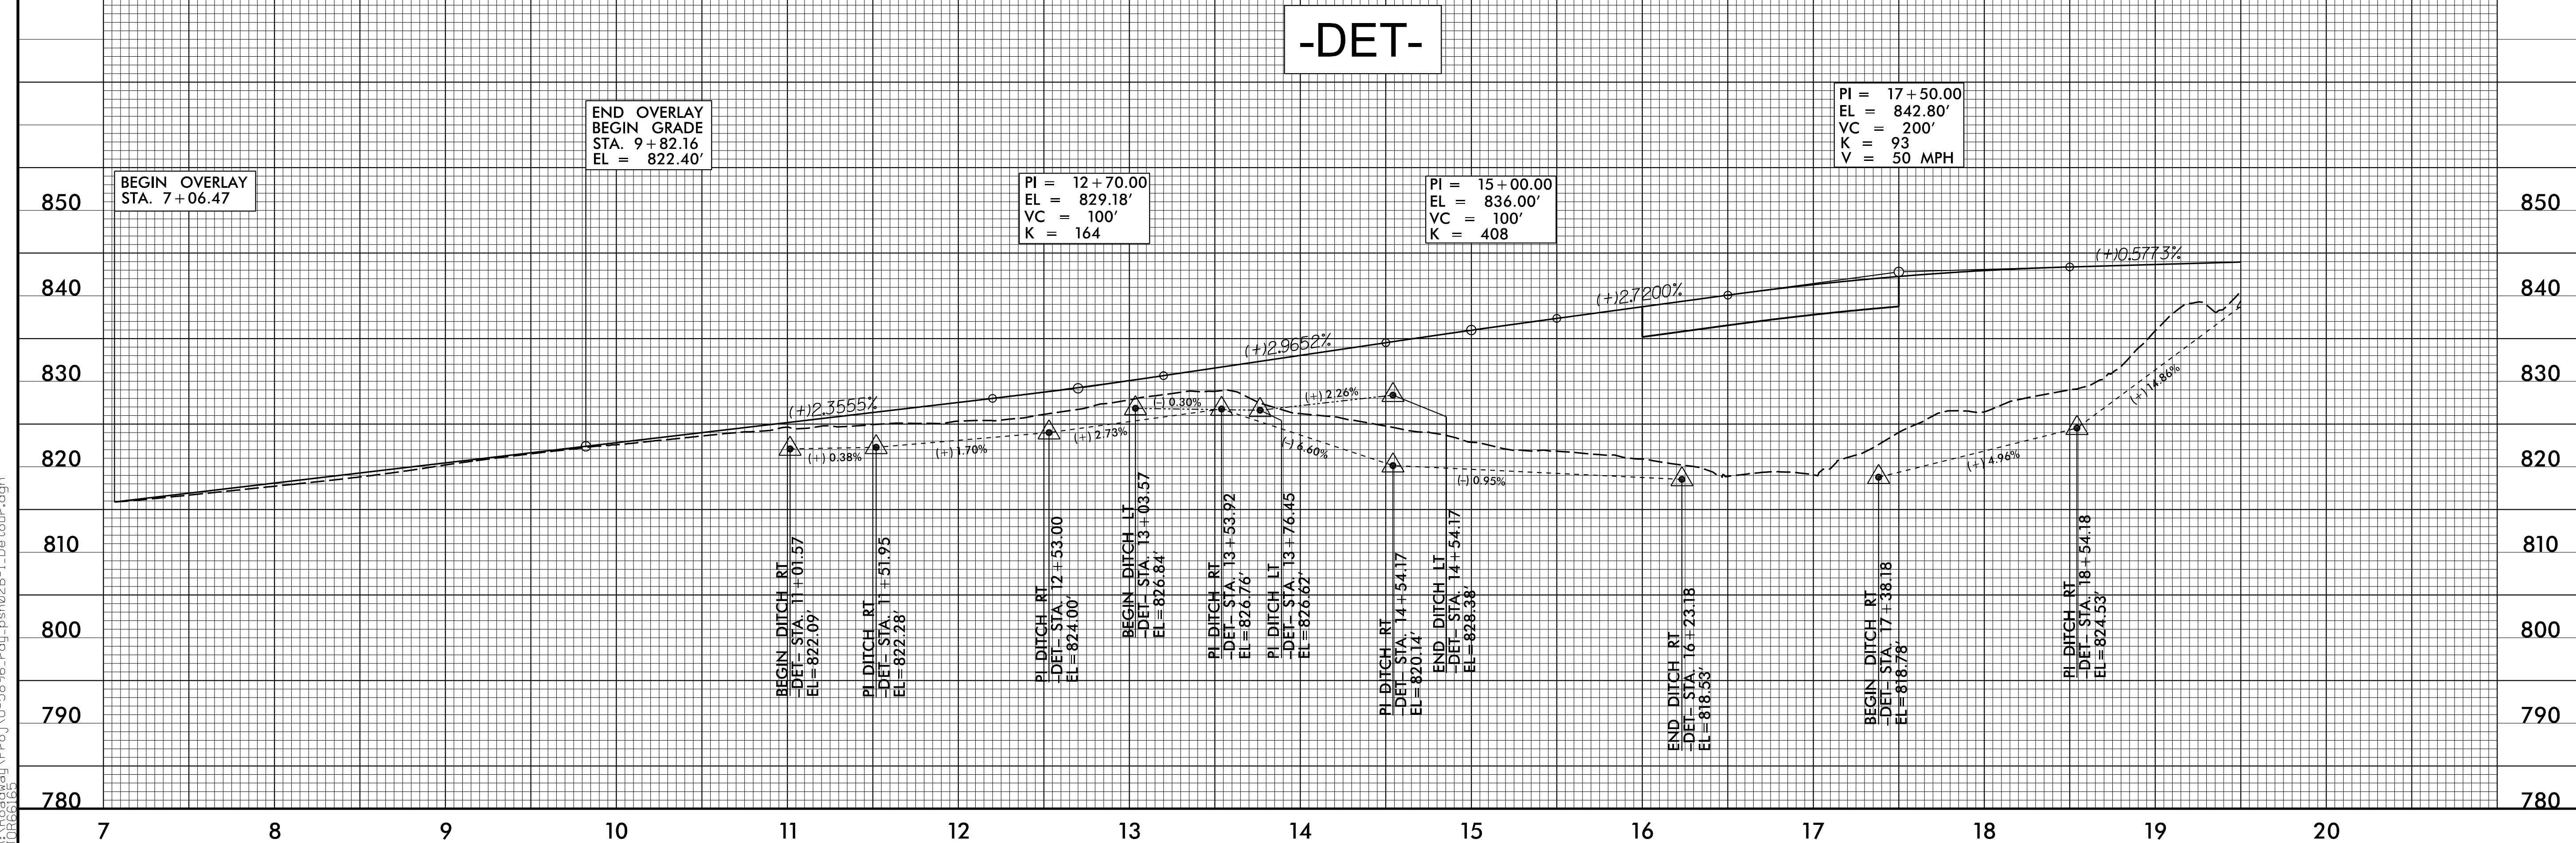 -DET-
BEGIN OVERLAY
STA. 7+06.47
END OVERLAY
BEGIN GRADE
STA. 9+82.16
EL = 822.40'
PI = 12+70.00
EL = 829.18'
VC = 100'
K = 164
PI = 15+00.00
EL = 836.00'
VC = 100'
K = 408
PI = 17+50.00
EL = 842.80'
VC = 200'
K = 93
V = 50 MPH
850
840
830
820
810
800
790
780
850
840
830
820
810
800
790
780
(+)2.3555%
(+)2.9652%
(+)2.7200%
(+)0.5773%
(+) 0.38%
(+) 1.70%
(+) 2.73%
(-) 0.30%
(+) 2.26%
(-) 6.60%
(-) 0.95%
(+) 4.96%
(+) 14.86%
BEGIN DITCH RT
-DET- STA. 11+01.57
EL=822.09'
PI DITCH RT
-DET- STA. 11+51.95
EL=822.28'
PI DITCH RT
-DET- STA. 12+53.00
EL=824.00'
BEGIN DITCH LT
-DET- STA. 13+03.57
EL=826.84'
PI DITCH RT
-DET- STA. 13+53.92
EL=826.76'
PI DITCH LT
-DET- STA. 13+76.45
EL=826.62'
PI DITCH RT
-DET- STA. 14+54.17
EL=820.14'
END DITCH LT
-DET- STA. 14+54.17
EL=828.38'
END DITCH RT
-DET- STA. 16+23.18
EL=818.53'
BEGIN DITCH RT
-DET- STA. 17+38.18
EL=818.78'
PI DITCH RT
-DET- STA. 18+54.18
EL=824.53'
7 8 9 10 11 12 13 14 15 16 17 18 19 20